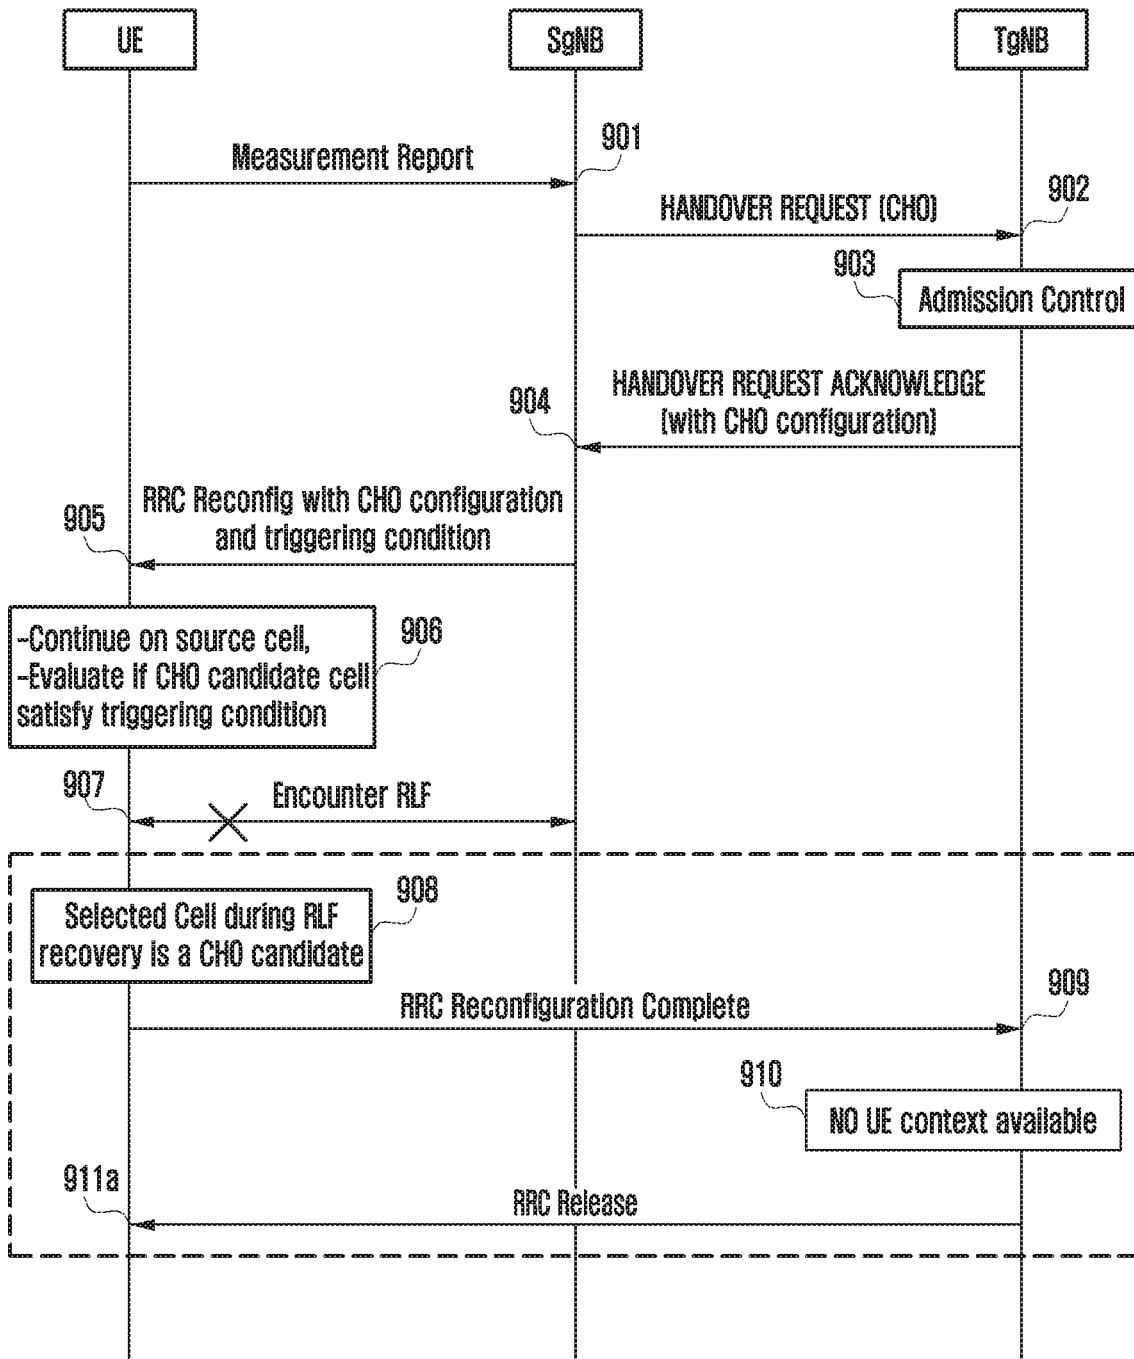 UE
SgNB
TgNB
901
Measurement Report
902
HANDOVER REQUEST (CHO)
903
Admission Control
HANDOVER REQUEST ACKNOWLEDGE
(with CHO configuration)
904
RRC Reconfig with CHO configuration
and triggering condition
905
-Continue on source cell,
-Evaluate if CHO candidate cell
satisfy triggering condition
906
907
Encounter RLF
908
Selected Cell during RLF
recovery is a CHO candidate
909
RRC Reconfiguration Complete
910
NO UE context available
911a
RRC Release